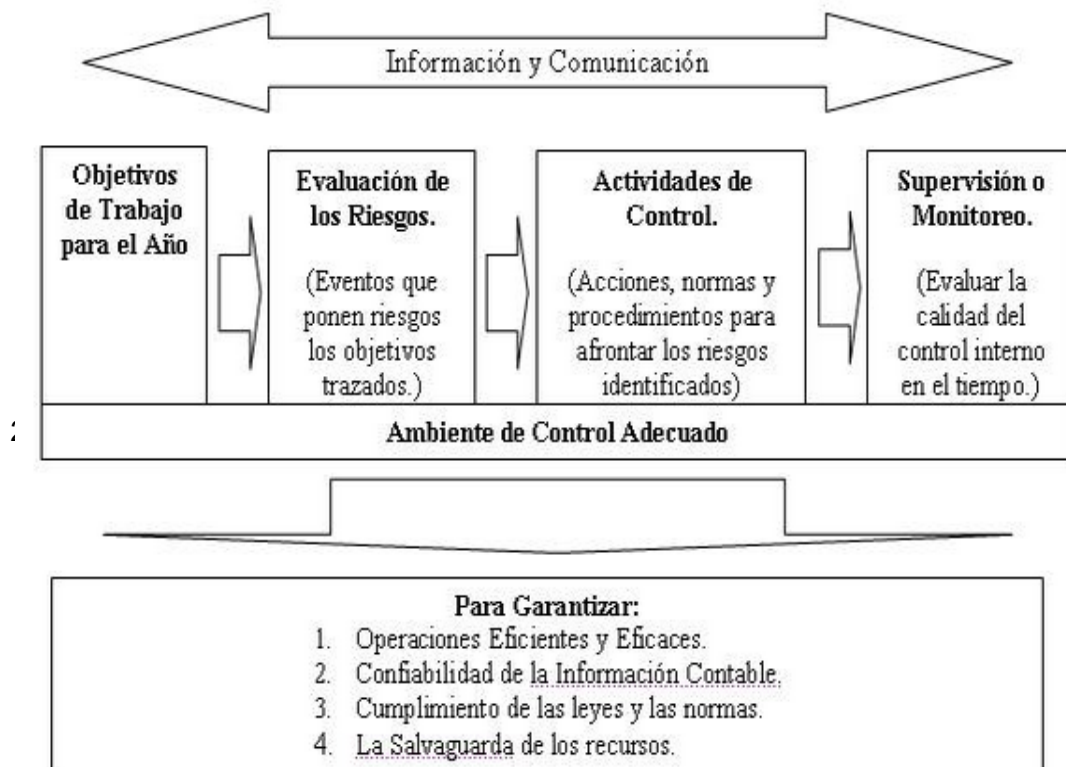 Información y Comunicación
Objetivos
de Trabajo
para el Año
Evaluación de
los Riesgos.
(Eventos que
ponen riesgos
los objetivos
trazados.)
Actividades de
Control.
(Acciones, normas y
procedimientos para
afrontar los riesgos
identificados)
Supervisión o
Monitoreo.
(Evaluar la
calidad del
control interno
en el tiempo.)
Ambiente de Control Adecuado
Para Garantizar:
1. Operaciones Eficientes y Eficaces.
2. Confiabilidad de la Información Contable.
3. Cumplimiento de las leyes y las normas.
4. La Salvaguarda de los recursos.